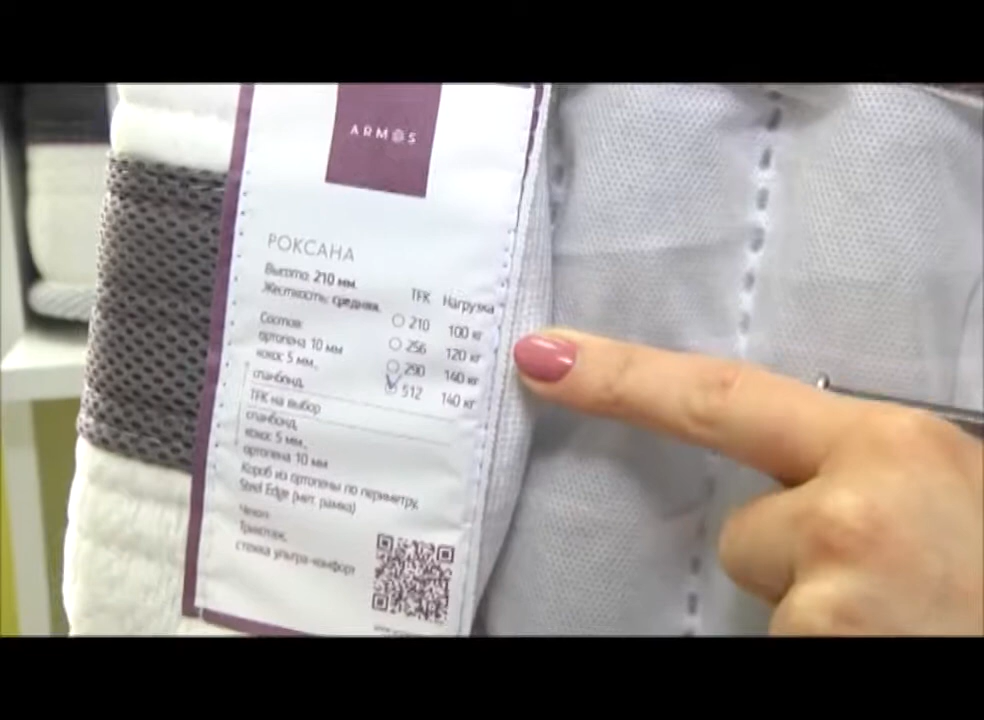 ARMOS
РОКСАНА
Высота: 210 мм.
Жесткость: средняя.
TFK Нагрузка
210 100 кг
256 120 кг
290 140 кг
512 140 кг
Состав:
ортопена 10 мм
кокос 5 мм.,
спанбонд,
TFK на выбор
спанбонд,
кокос 5 мм.,
ортопена 10 мм
Короб из ортопены по периметру,
Steel Edge (мет. рамка)
Чехол:
Трикотаж,
стежка ультра-комфорт